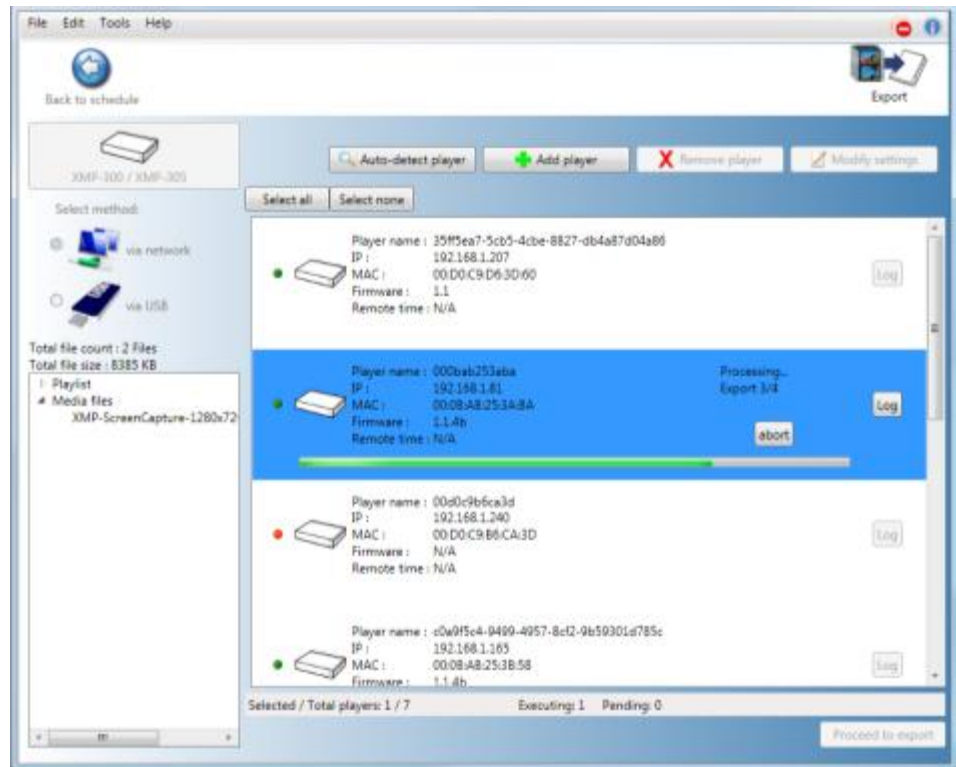 File Edit Tools Help
Back to schedule
Export
XMP-300 / XMP-305
Auto-detect player
Add player
Remove player
Modify settings
Select method:
via network
via USB
Total file count : 2 Files
Total file size : 8385 KB
Playlist
Media files
XMP-ScreenCapture-1280x72
Select all
Select none
Player name : 35ff5ea7-5cb5-4cbe-8827-db4a87d04a86
IP : 192.168.1.207
MAC : 00:D0:C9:D6:3D:60
Firmware : 1.1
Remote time : N/A
Log
Player name : 000bab253aba
IP : 192.168.1.81
MAC : 00:0B:AB:25:3A:BA
Firmware : 1.1.4b
Remote time : N/A
Processing...
Export 3/4
abort
Log
Player name : 00d0c9b6ca3d
IP : 192.168.1.240
MAC : 00:D0:C9:B6:CA:3D
Firmware : N/A
Remote time : N/A
Log
Player name : c0a9f5c4-9499-4957-8cf2-9b59301d785c
IP : 192.168.1.165
MAC : 00:0B:AB:25:3B:58
Firmware : 1.1.4b
Log
Selected / Total players: 1 / 7
Executing: 1 Pending: 0
Proceed to export